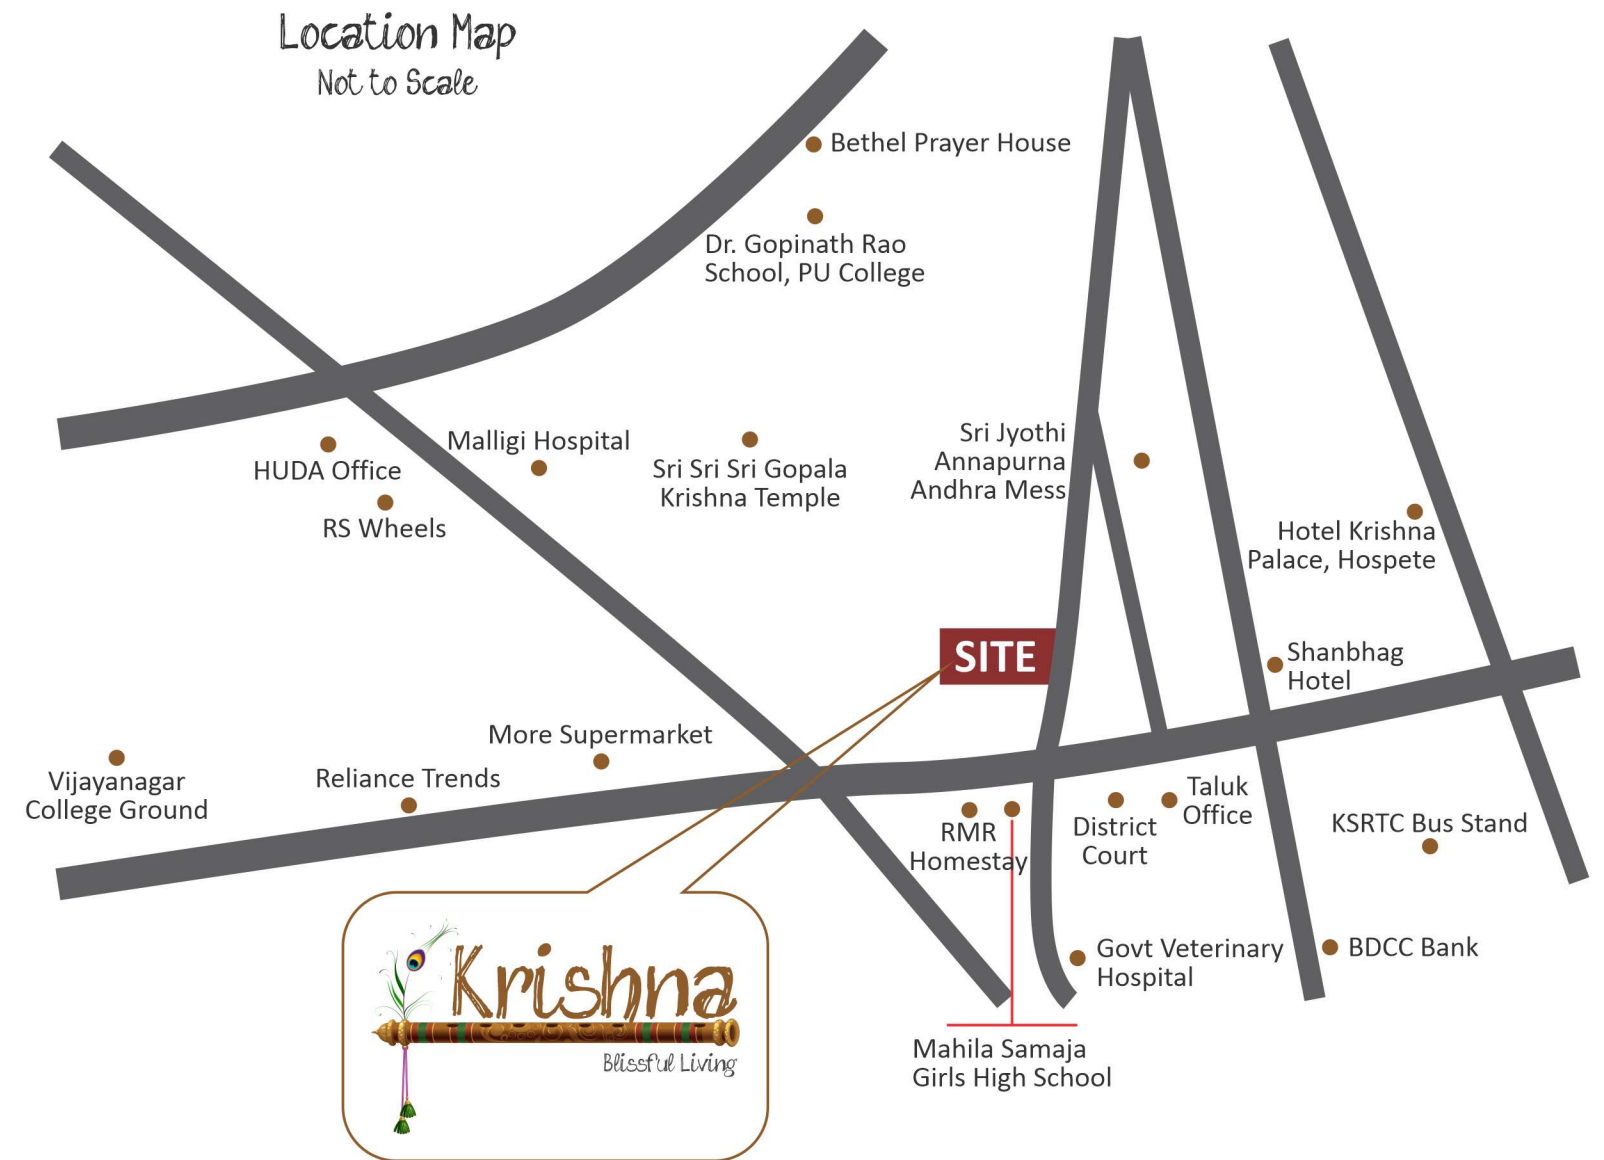 Location Map
Not to Scale
Bethel Prayer House
Dr. Gopinath Rao
School, PU College
HUDA Office
RS Wheels
Malligi Hospital
Sri Sri Sri Gopala
Krishna Temple
Sri Jyothi
Annapurna
Andhra Mess
Hotel Krishna
Palace, Hospete
SITE
Shanbhag
Hotel
Vijayanagar
College Ground
Reliance Trends
More Supermarket
RMR
Homestay
District
Court
Taluk
Office
KSRTC Bus Stand
Govt Veterinary
Hospital
BDCC Bank
Krishna
Blissful Living
Mahila Samaja
Girls High School